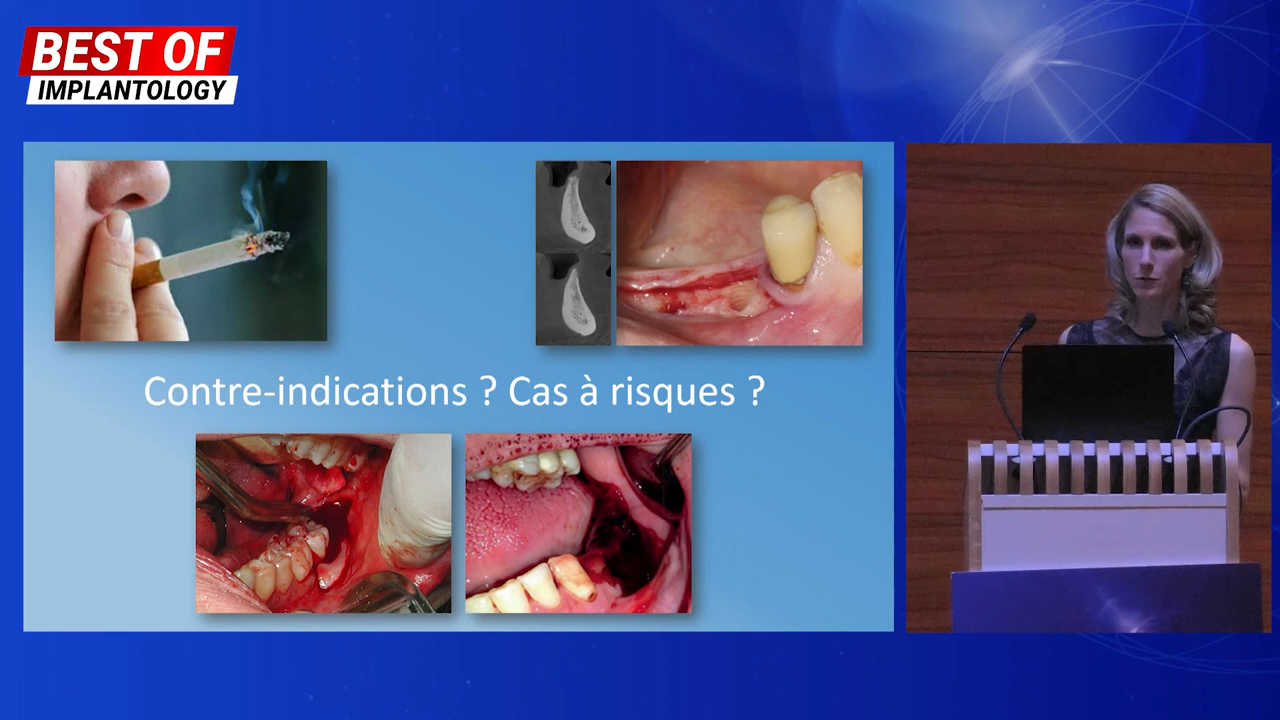 BEST OF
IMPLANTOLOGY
Contre-indications ? Cas à risques ?